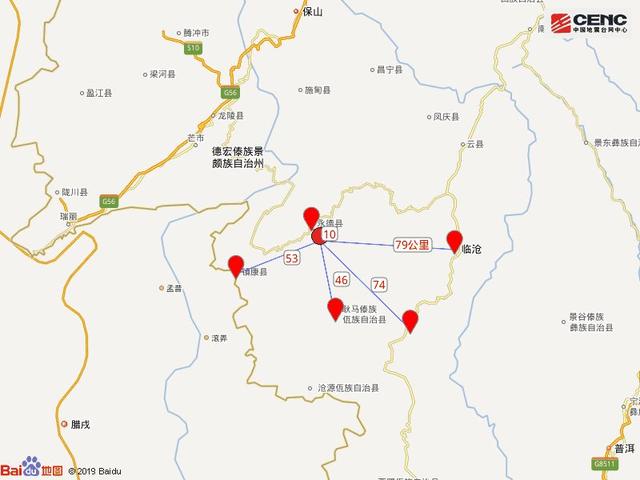 保山
CENC
中国地震台网中心
腾冲市
S10
昌宁县
梁河县
盈江县
G56
施甸县
龙陵县
凤庆县
芒市
云县
景东彝族自治县
德宏傣族景
颇族自治州
陇川县
G56
瑞丽
永德县
10
79公里
临沧
53
镇康县
46
74
孟普
耿马傣族
佤族自治县
景谷傣族
彝族自治县
滚弄
沧源佤族自治县
腊戌
普洱
G8511
Bai du 地图
© 2019 Baidu